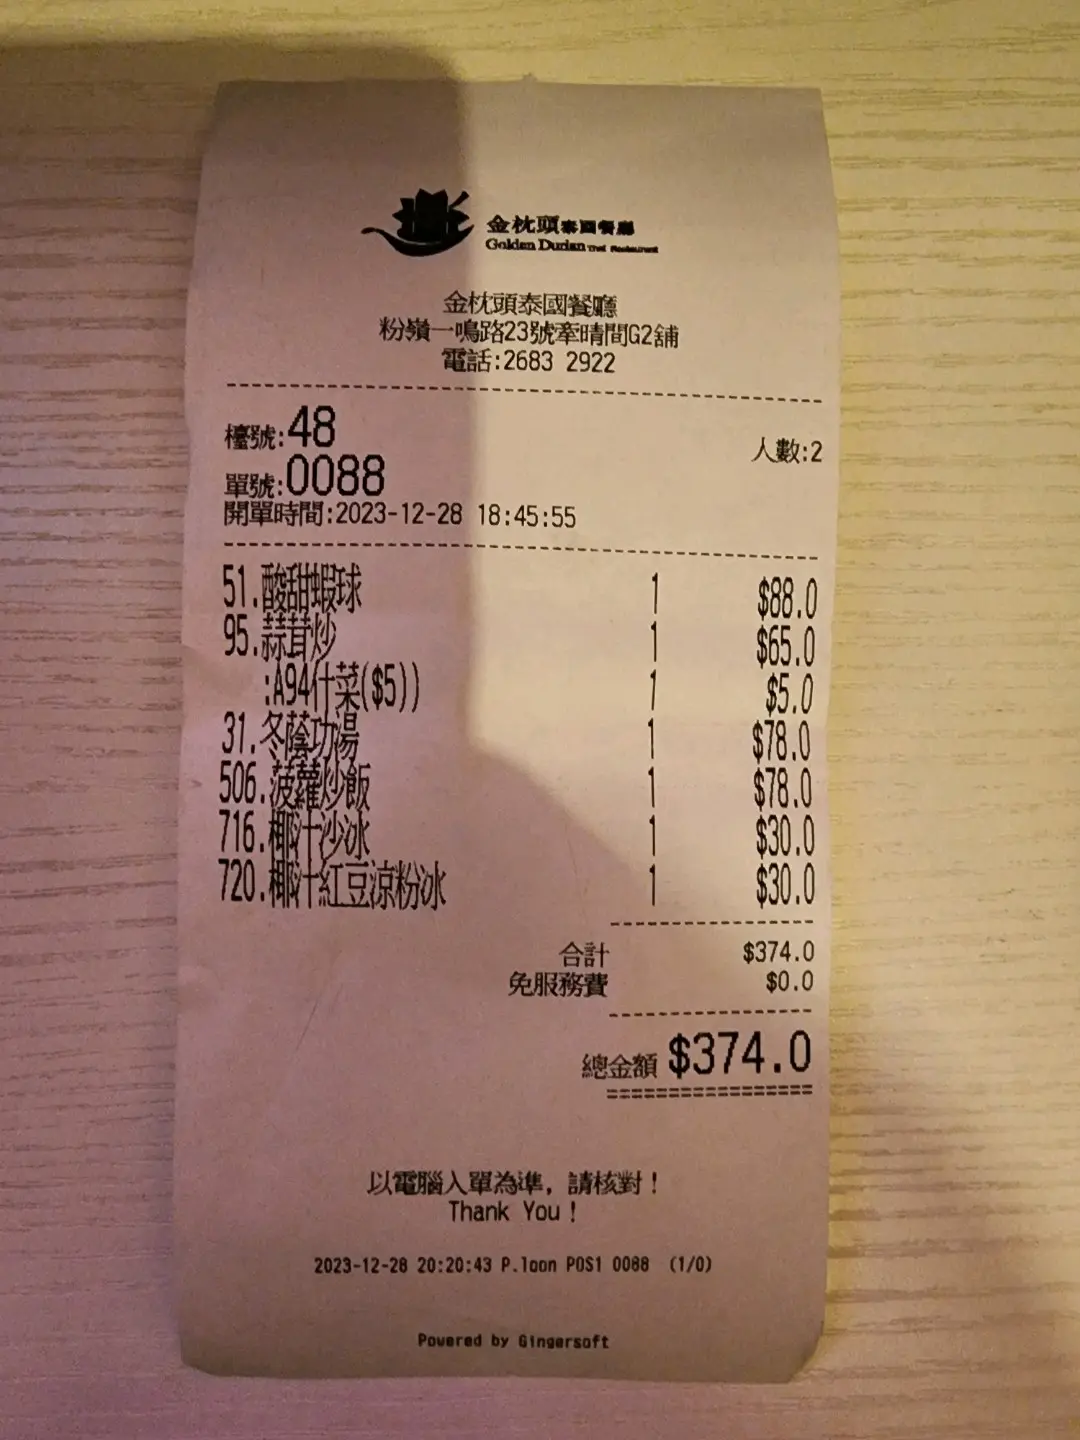 金枕頭泰國餐廳
Golden Durian Thai Restaurant
金枕頭泰國餐廳
粉嶺一鳴路23號牽晴間G2舖
電話:2683 2922
檯號:48
人數:2
單號:0088
開單時間:2023-12-28 18:45:55
51.酸甜蝦球 1 $88.0
95.蒜茸炒 1 $65.0
:A94什菜($5)) 1 $5.0
31.冬蔭功湯 1 $78.0
506.菠蘿炒飯 1 $78.0
716.椰汁沙冰 1 $30.0
720.椰汁紅豆涼粉冰 1 $30.0
合計 $374.0
免服務費 $0.0
總金額 $374.0
以電腦入單為準, 請核對!
Thank You!
2023-12-28 20:20:43 P.loon POS1 0088 (1/0)
Powered by Gingersoft